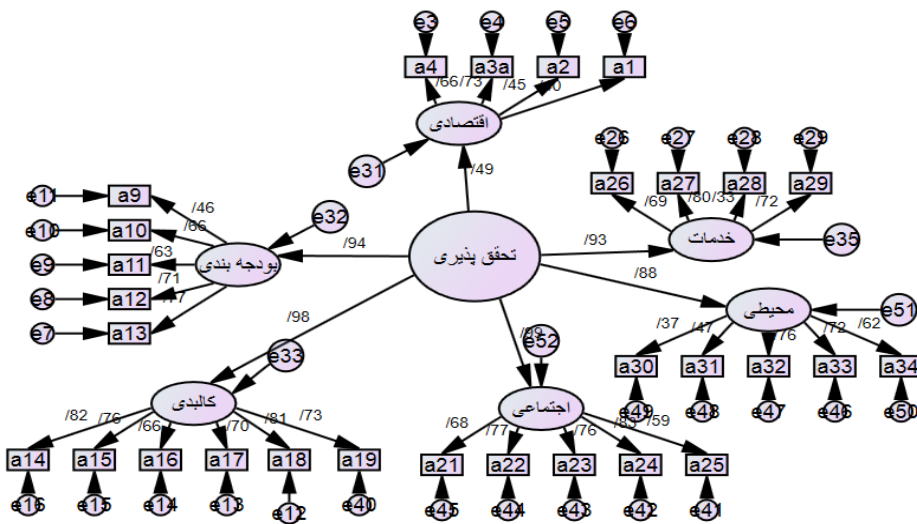 e3 e4 e5 e6
a4 a3a a2 a1
/66 /73 /45
اقتصادی
e31
/49
e26 e27 e28 e29
a26 a27 a28 a29
/69 /80 /33 /72
خدمات
e35
/93
e11 a9
e10 a10
e9 a11
e8 a12
e7 a13
/46
/66
/63
/71
بودجه بندی
e32
/94
تحقق پذیری
/88
محیطی
e51
/37 /47 /76 /72 /62
a30 a31 a32 a33 a34
e49 e48 e47 e46 e50
/98
e33
کالبدی
/82 /76 /66 /70 /81 /73
a14 a15 a16 a17 a18 a19
e16 e15 e14 e13 e12 e40
/99
e52
اجتماعی
/68 /77 /76 /83 /59
a21 a22 a23 a24 a25
e45 e44 e43 e42 e41